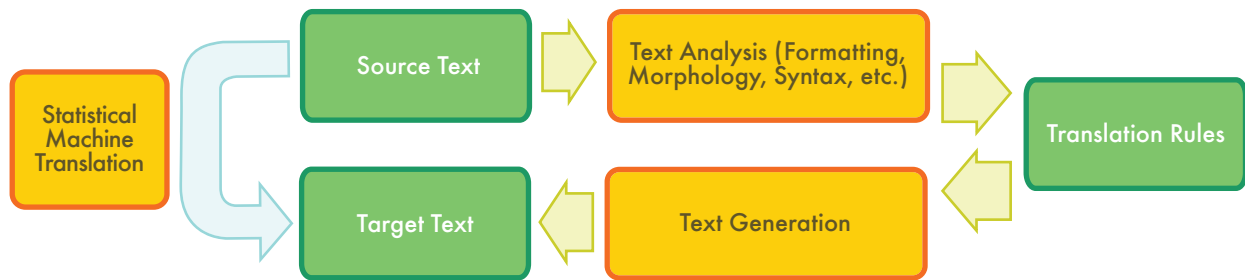 Statistical
Machine
Translation
Source Text
Text Analysis (Formatting,
Morphology, Syntax, etc.)
Translation Rules
Text Generation
Target Text